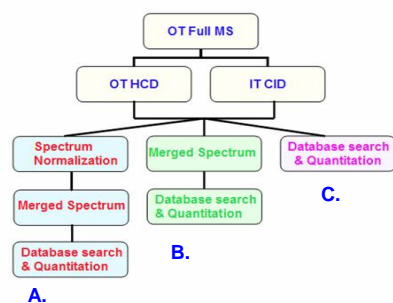 OT Full MS
OT HCD
IT CID
Spectrum
Normalization
Merged Spectrum
Database search
& Quantitation
A.
Merged Spectrum
Database search
& Quantitation
B.
Database search
& Quantitation
C.